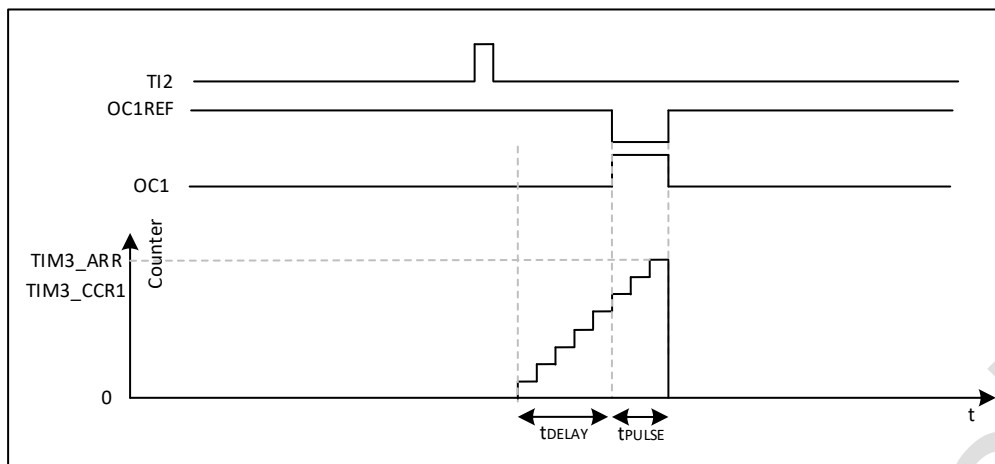 TI2
OC1REF
OC1
Counter
TIM3_ARR
TIM3_CCR1
0
t
tDELAY
tPULSE